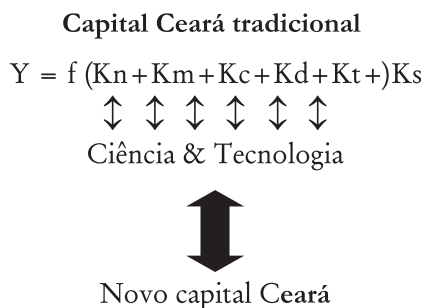 Capital Ceará tradicional
Y = f (Kn+Km+Kc+Kd+Kt+)Ks
Ciência & Tecnologia
Novo capital Ceará